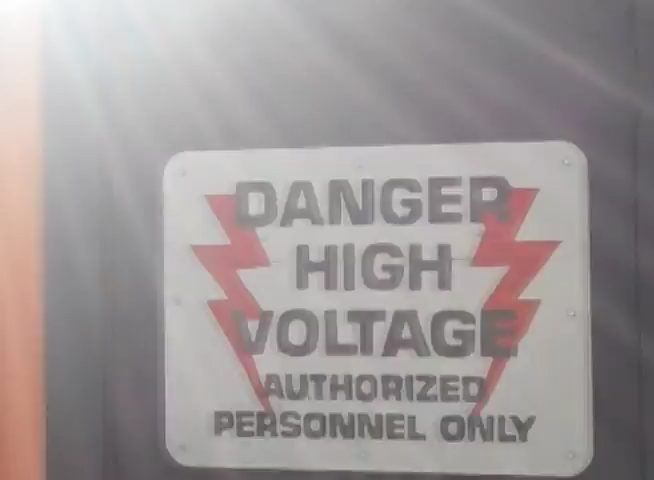 DANGER
HIGH
VOLTAGE
AUTHORIZED
PERSONNEL ONLY